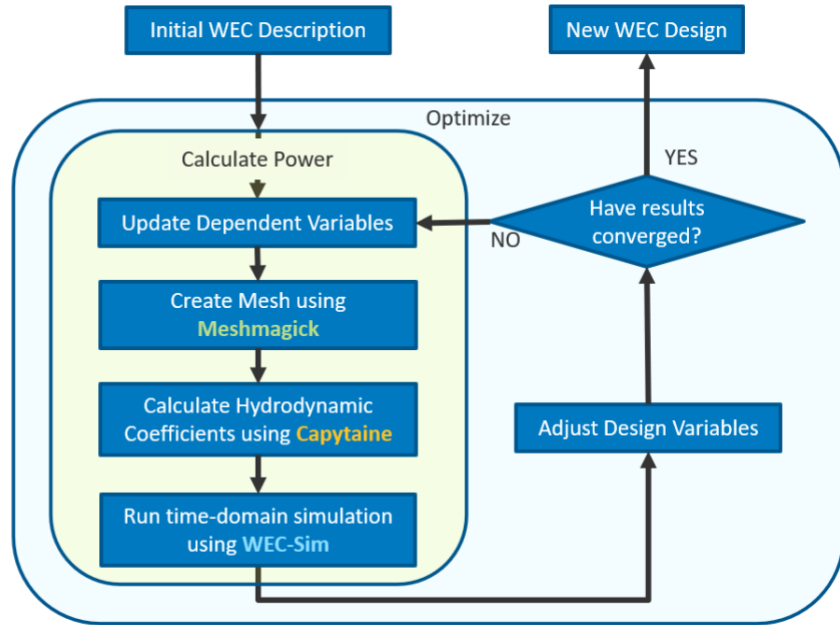 Initial WEC Description
New WEC Design
Optimize
Calculate Power
YES
Update Dependent Variables
Have results
converged?
NO
Create Mesh using
Meshmagick
Calculate Hydrodynamic
Coefficients using Capytaine
Adjust Design Variables
Run time-domain simulation
using WEC-Sim